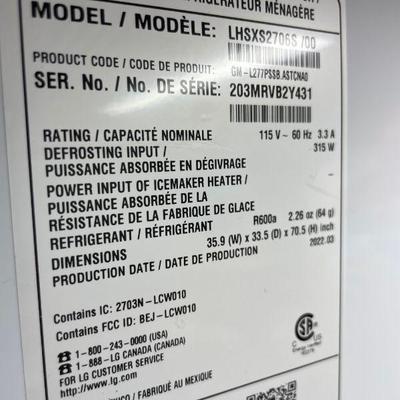 RÉFRIGÉRATEUR MÉNAGÈRE
MODEL / MODÈLE: LHSXS2706S /00
PRODUCT CODE / CODE DE PRODUIT: GM-L277PSSB.ASTCNA0
SER. No. / No. DE SÉRIE: 203MRVB2Y431
RATING / CAPACITÉ NOMINALE 115 V~ 60 Hz 3.3 A
DEFROSTING INPUT / 315 W
PUISSANCE ABSORBÉE EN DÉGIVRAGE
POWER INPUT OF ICEMAKER HEATER /
PUISSANCE ABSORBÉE DE LA
RÉSISTANCE DE LA FABRIQUE DE GLACE
REFRIGERANT / RÉFRIGÉRANT R600a 2.26 oz (64 g)
DIMENSIONS 35.9 (W) x 33.5 (D) x 70.5 (H) inch
PRODUCTION DATE / DATE DE PRODUCTION 2022.03
Contains IC: 2703N-LCW010
Contains FCC ID: BEJ-LCW010
1-800-243-0000 (USA)
1-888-LG CANADA (CANADA)
FOR LG CUSTOMER SERVICE
http://www.lg.com
C US
Energy Verified
/ FABRIQUÉ AU MEXIQUE